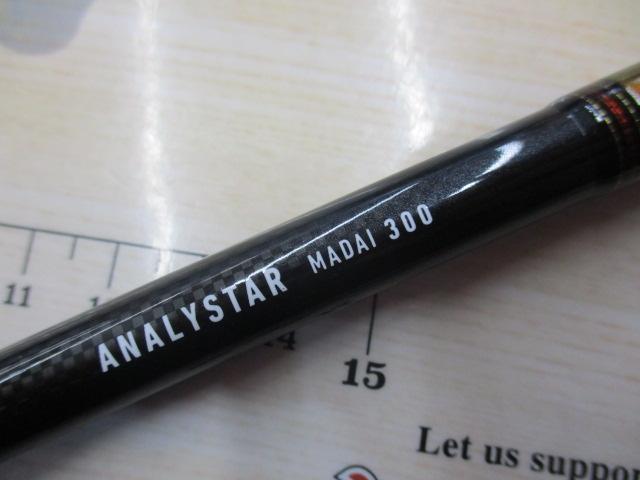 ANALYSTAR MADAI 300
11
14
15
Let us suppor